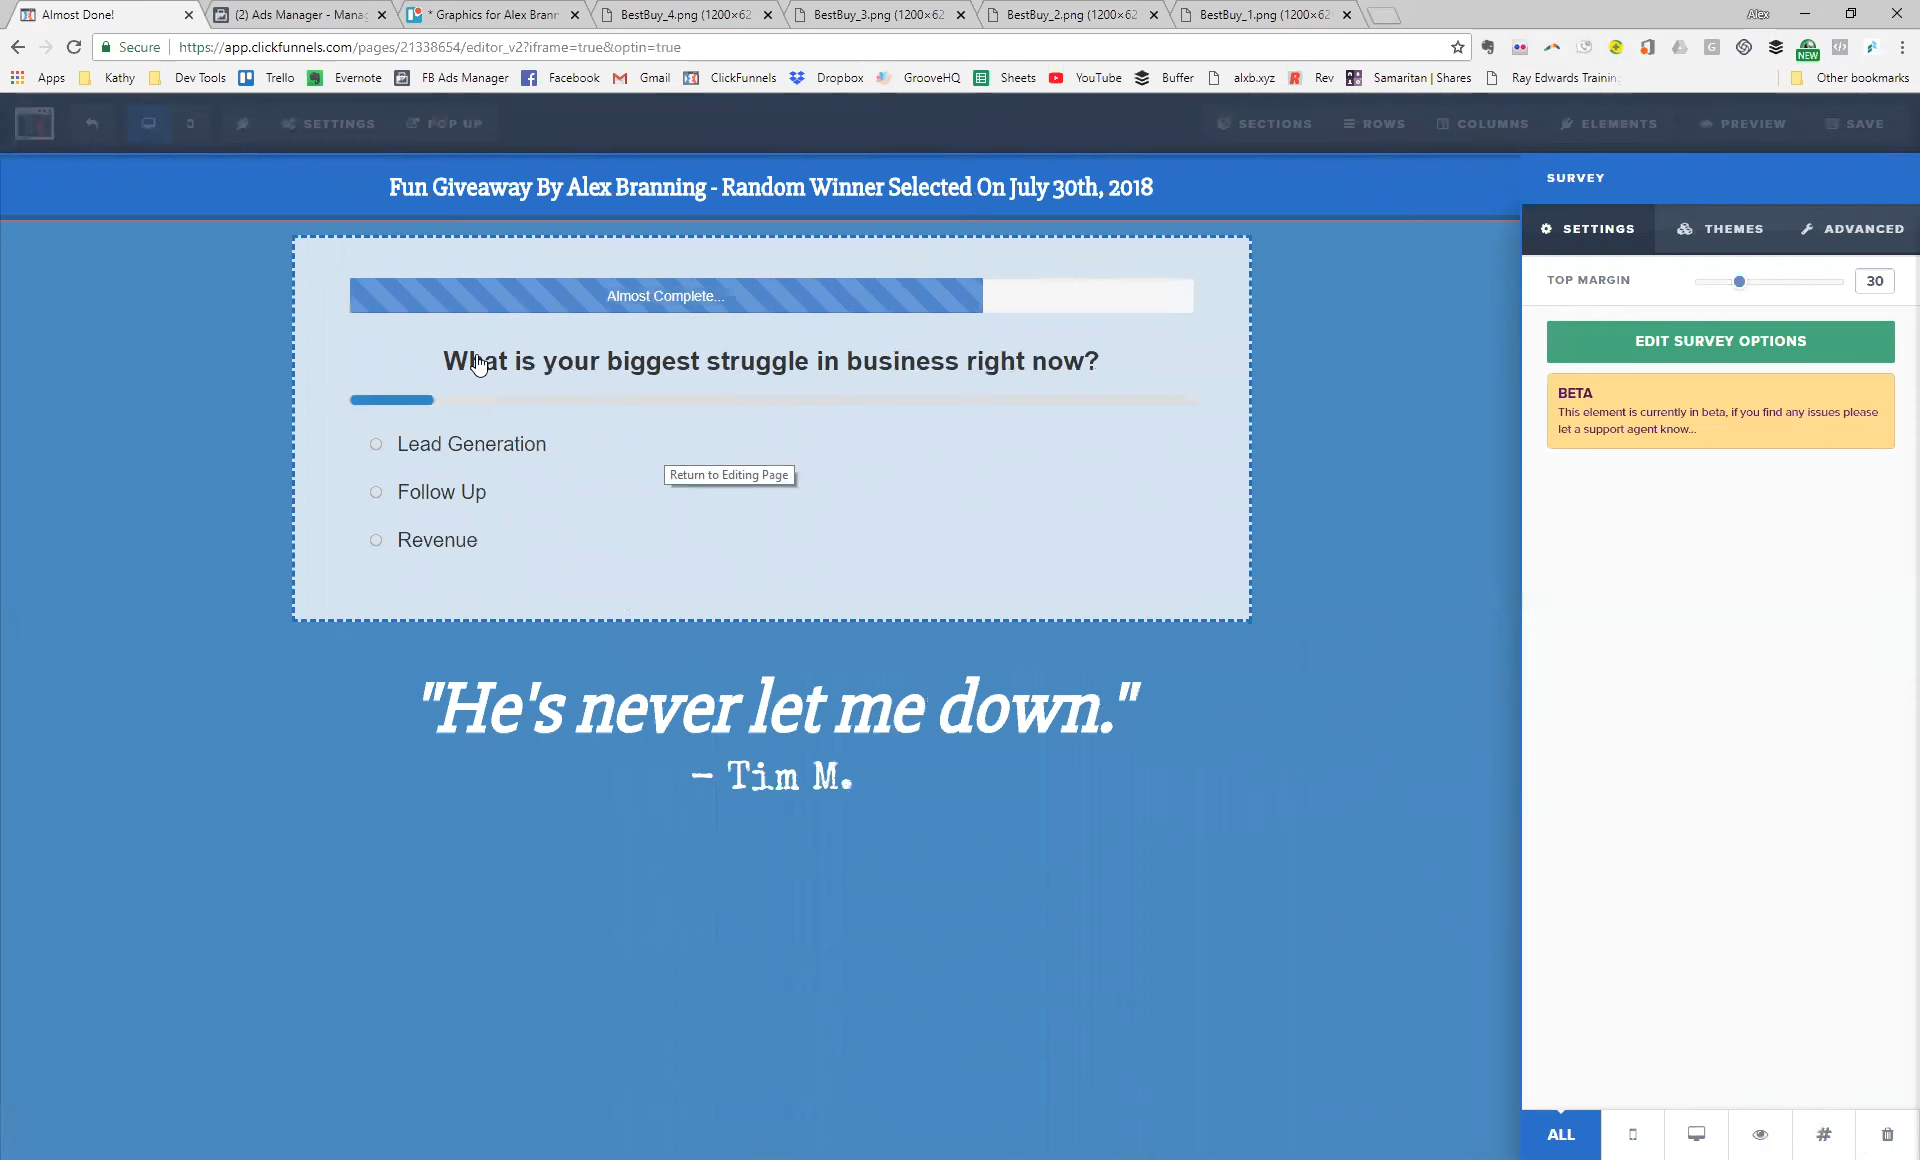 Almost Done!
(2) Ads Manager - Manag
* Graphics for Alex Brann
BestBuy_4.png (1200×62
BestBuy_3.png (1200×62
BestBuy_2.png (1200×62
BestBuy_1.png (1200×62
Alex
Secure
https://app.clickfunnels.com/pages/21338654/editor_v2?iframe=true&optin=true
NEW
Apps
Kathy
Dev Tools
Trello
Evernote
FB Ads Manager
Facebook
Gmail
ClickFunnels
Dropbox
GrooveHQ
Sheets
YouTube
Buffer
alxb.xyz
Rev
Samaritan | Shares
Ray Edwards Trainin
Other bookmarks
SETTINGS
POP UP
SECTIONS
ROWS
COLUMNS
ELEMENTS
PREVIEW
SAVE
Fun Giveaway By Alex Branning - Random Winner Selected On July 30th, 2018
Almost Complete...
What is your biggest struggle in business right now?
Lead Generation
Return to Editing Page
Follow Up
Revenue
"He's never let me down."
- Tim M.
SURVEY
SETTINGS
THEMES
ADVANCED
TOP MARGIN
30
EDIT SURVEY OPTIONS
BETA
This element is currently in beta, if you find any issues please
let a support agent know...
ALL
#